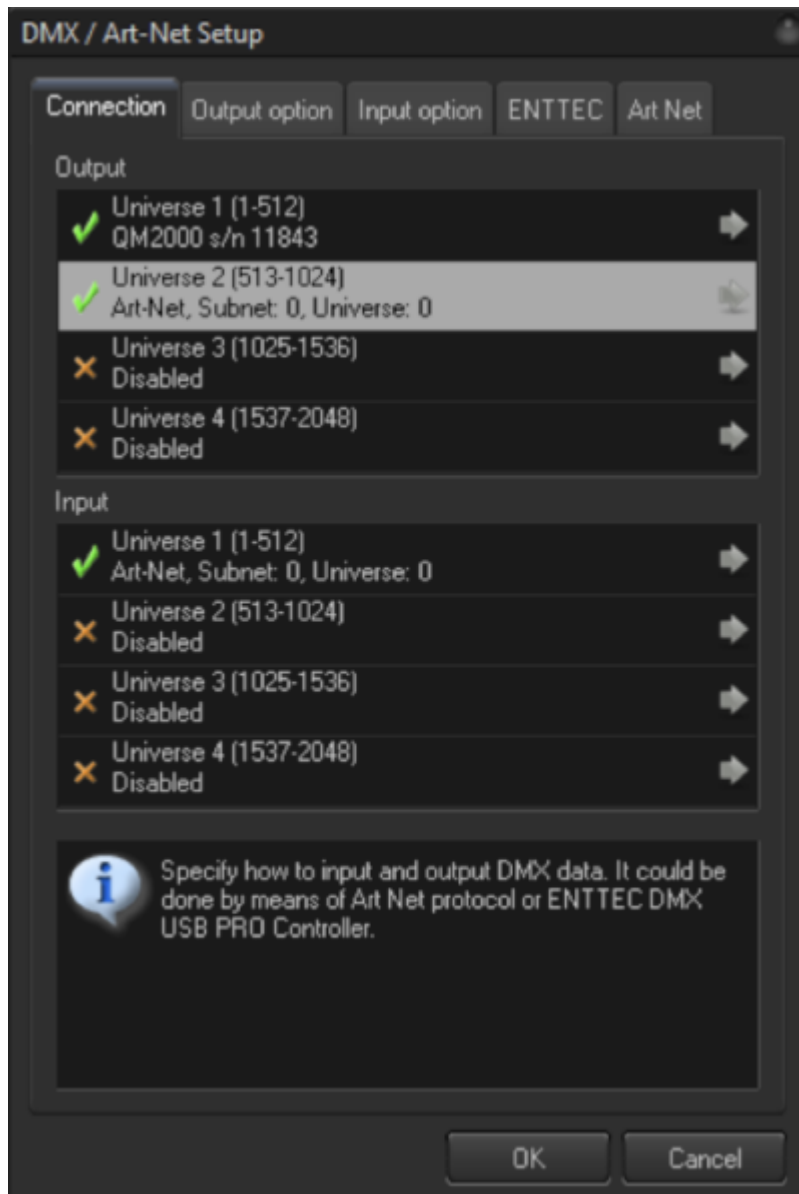 DMX / Art-Net Setup
Connection Output option Input option ENTTEC Art Net
Output
Universe 1 (1-512)
QM2000 s/n 11843
Universe 2 (513-1024)
Art-Net, Subnet: 0, Universe: 0
Universe 3 (1025-1536)
Disabled
Universe 4 (1537-2048)
Disabled
Input
Universe 1 (1-512)
Art-Net, Subnet: 0, Universe: 0
Universe 2 (513-1024)
Disabled
Universe 3 (1025-1536)
Disabled
Universe 4 (1537-2048)
Disabled
Specify how to input and output DMX data. It could be
done by means of Art Net protocol or ENTTEC DMX
USB PRO Controller.
OK Cancel